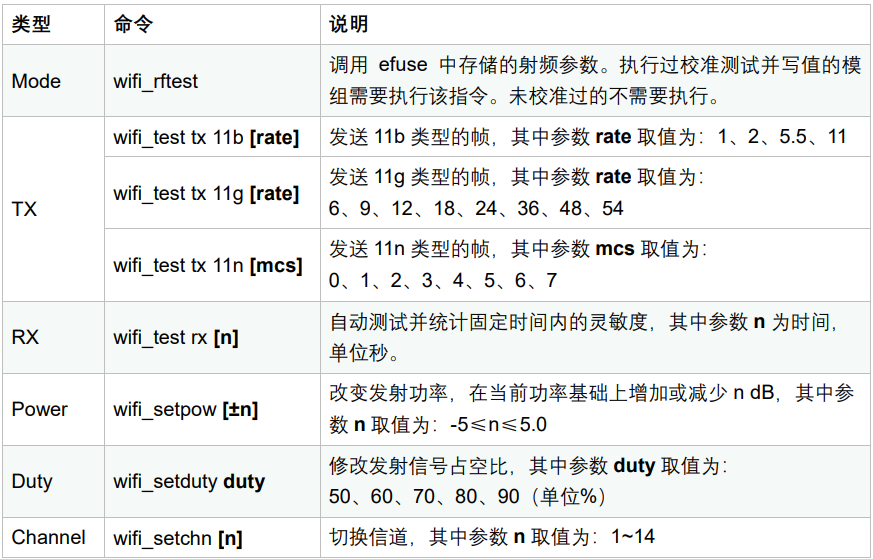 类型 命令 说明
Mode wifi_rftest 调用 efuse 中存储的射频参数。执行过校准测试并写值的模
组需要执行该指令。未校准过的不需要执行。
TX
wifi_test tx 11b [rate] 发送 11b 类型的帧，其中参数 rate 取值为：1、2、5.5、11
wifi_test tx 11g [rate] 发送 11g 类型的帧，其中参数 rate 取值为：
6、9、12、18、24、36、48、54
wifi_test tx 11n [mcs] 发送 11n 类型的帧，其中参数 mcs 取值为：
0、1、2、3、4、5、6、7
RX wifi_test rx [n] 自动测试并统计固定时间内的灵敏度，其中参数 n 为时间，
单位秒。
Power wifi_setpow [±n] 改变发射功率，在当前功率基础上增加或减少 n dB，其中参
数 n 取值为：-5≤n≤5.0
Duty wifi_setduty duty 修改发射信号占空比，其中参数 duty 取值为：
50、60、70、80、90（单位%）
Channel wifi_setchn [n] 切换信道，其中参数 n 取值为：1~14